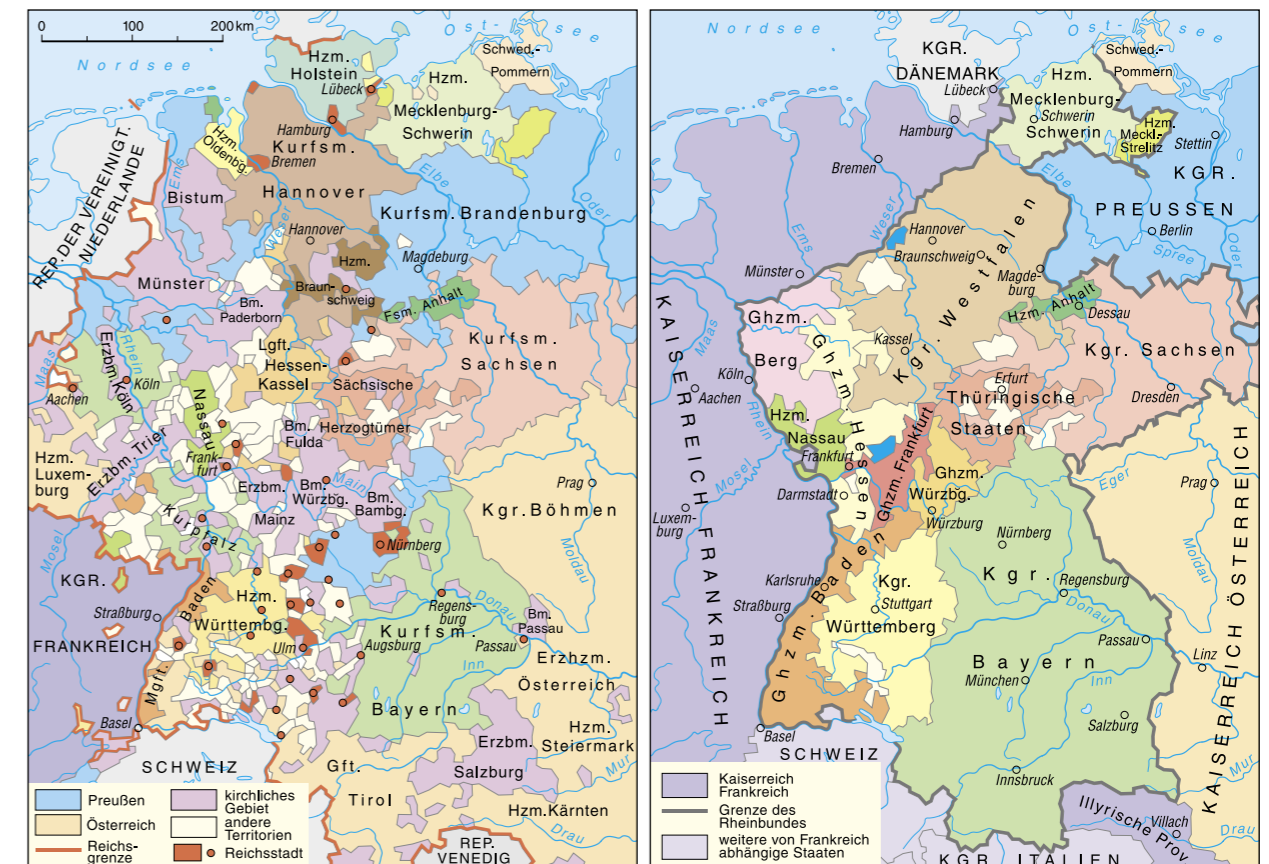 0 100 200 km
Nordsee
Ost-
see
Hzm.
Holstein
Lübeck
Schwed.-
Pommern
Hzm.
Mecklenburg-
Schwerin
Hamburg
Kurfsm.
Hannover
Bremen
Hzm.
Oldenbg.
Elbe
Oder
REP. DER VEREINIGT.
NIEDERLANDE
Ems
Bistum
Münster
Weser
Kurfsm. Brandenburg
Hannover
Hzm.
Braun-
schweig
Magdeburg
Fsm. Anhalt
Bm.
Paderborn
Lgft.
Hessen-
Kassel
Kurfsm.
Sachsen
Sächsische
Herzogtümer
Maas
Rhein
Erzbm. Köln
Köln
Aachen
Nassau
Bm.
Fulda
Frank-
furt
Erzbm. Trier
Hzm.
Luxem-
burg
Erzbm.
Mainz
Bm.
Würzbg.
Main
Bm.
Bambg.
Prag
Kgr. Böhmen
Moldau
Kurpfalz
Nürnberg
Mosel
KGR.
FRANKREICH
Straßburg
Mgft.
Baden
Hzm.
Württembg.
Ulm
Augsburg
Regens-
burg
Donau
Bm.
Passau
Passau
Kurfsm.
Bayern
Inn
Erzhzm.
Österreich
Hzm.
Steiermark
Mur
Basel
SCHWEIZ
Gft.
Tirol
Erzbm.
Salzburg
Hzm. Kärnten
Drau
REP.
VENEDIG
Preußen
Österreich
Reichs-
grenze
kirchliches
Gebiet
andere
Territorien
Reichsstadt
Nordsee
Ost-
see
KGR.
DÄNEMARK
Lübeck
Schwed.-
Pommern
Hzm.
Mecklenburg-
Schwerin
Schwerin
Hzm.
Meckl.-
Strelitz
Stettin
Hamburg
Bremen
Elbe
KGR.
PREUSSEN
Berlin
Spree
Oder
Ems
Weser
Hannover
Braunschweig
Magde-
burg
Münster
Kgr. Westfalen
Hzm. Anhalt
Dessau
Ghzm.
Berg
Kassel
Kgr. Sachsen
Dresden
Erfurt
Thüringische
Staaten
KAISERREICH FRANKREICH
Maas
Köln
Aachen
Rhein
Hzm.
Nassau
Ghzm. Hessen
Frankfurt
Ghzm. Frankfurt
Darmstadt
Ghzm.
Würzbg.
Würzburg
Mosel
Luxem-
burg
Eger
Prag
Moldau
Nürnberg
Karlsruhe
Straßburg
Ghzm. Baden
Kgr.
Stuttgart
Württemberg
Kgr.
Bayern
Regensburg
Donau
Passau
Linz
Inn
München
Salzburg
Innsbruck
KAISERREICH ÖSTERREICH
Basel
SCHWEIZ
Mur
Illyrische Prov.
Villach
Drau
KGR. ITALIEN
Kaiserreich
Frankreich
Grenze des
Rheinbundes
weitere von Frankreich
abhängige Staaten